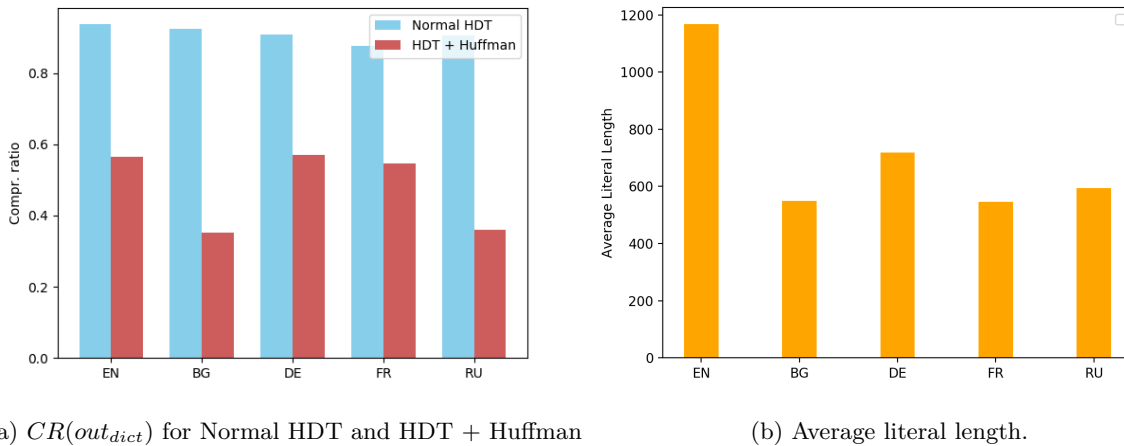 Normal HDT
HDT + Huffman
0.8
0.6
0.4
0.2
0.0
Compr. ratio
EN BG DE FR RU
1200
1000
800
600
400
200
0
Average Literal Length
EN BG DE FR RU
a) CR(out_dict) for Normal HDT and HDT + Huffman
(b) Average literal length.